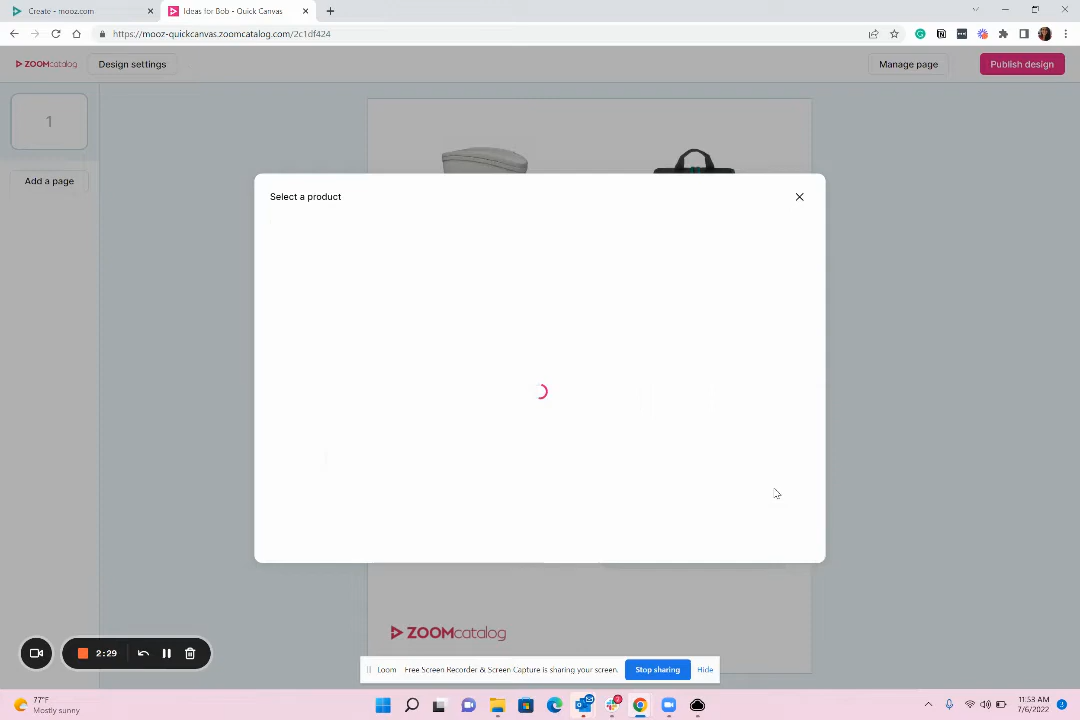 Create - mooz.com
Ideas for Bob - Quick Canvas
https://mooz-quickcanvas.zoomcatalog.com/2c1df424
ZOOMcatalog
Design settings
Manage page
Publish design
1
Add a page
Select a product
ZOOMcatalog
2:29
Loom - Free Screen Recorder & Screen Capture is sharing your screen.
Stop sharing
Hide
77°F
Mostly sunny
11:53 AM
7/6/2022
3